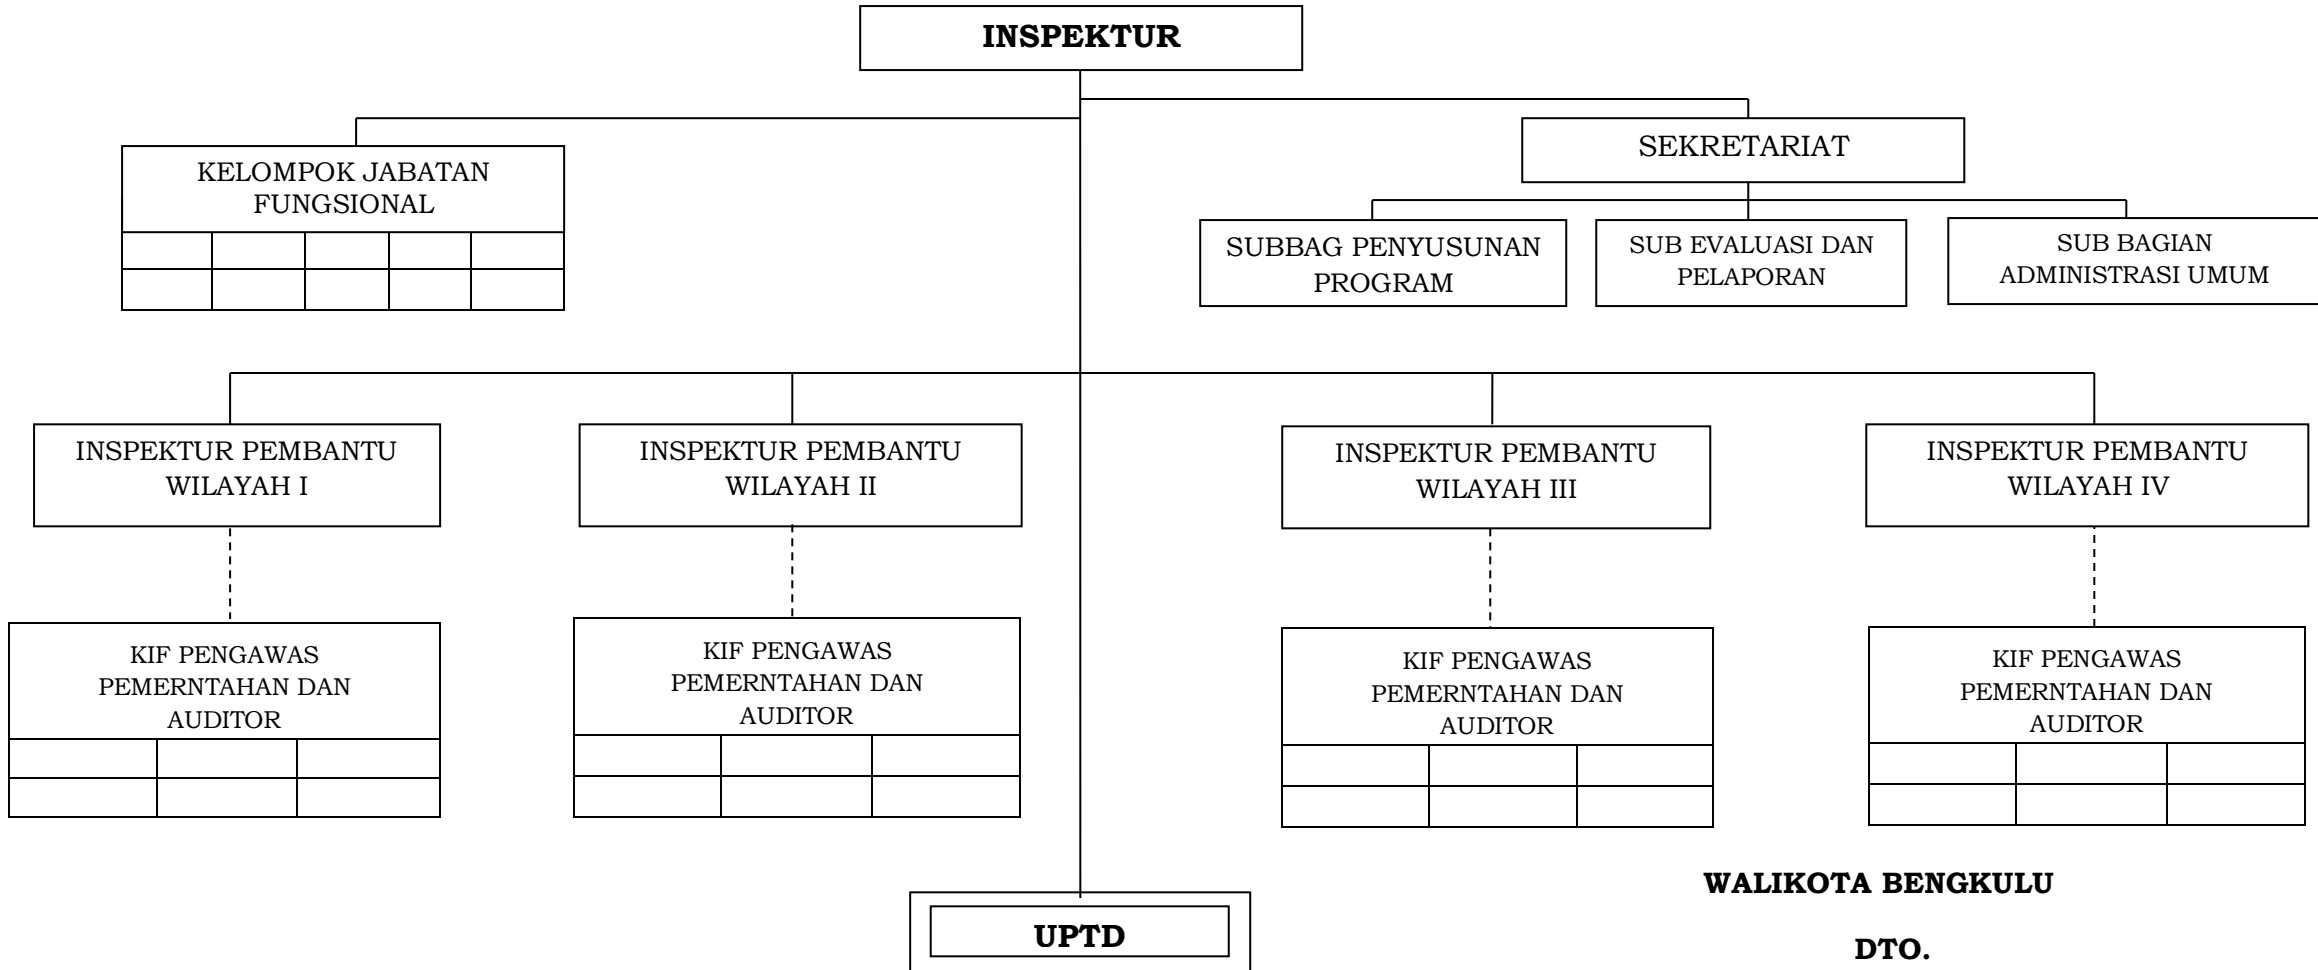 INSPEKTUR
KELOMPOK JABATAN
FUNGSIONAL
SEKRETARIAT
SUBBAG PENYUSUNAN
PROGRAM
SUB EVALUASI DAN
PELAPORAN
SUB BAGIAN
ADMINISTRASI UMUM
INSPEKTUR PEMBANTU
WILAYAH I
INSPEKTUR PEMBANTU
WILAYAH II
INSPEKTUR PEMBANTU
WILAYAH III
INSPEKTUR PEMBANTU
WILAYAH IV
KIF PENGAWAS
PEMERNTAHAN DAN
AUDITOR
KIF PENGAWAS
PEMERNTAHAN DAN
AUDITOR
KIF PENGAWAS
PEMERNTAHAN DAN
AUDITOR
KIF PENGAWAS
PEMERNTAHAN DAN
AUDITOR
UPTD
WALIKOTA BENGKULU
DTO.